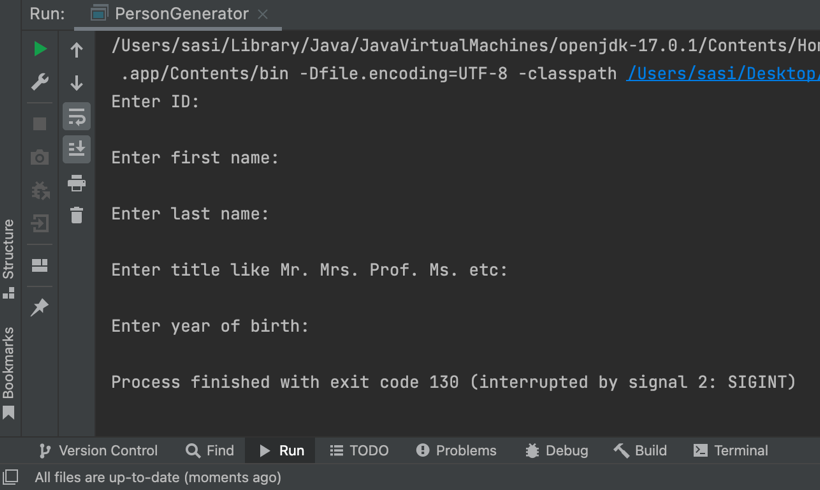 Run: PersonGenerator
/Users/sasi/Library/Java/JavaVirtualMachines/openjdk-17.0.1/Contents/Ho
.app/Contents/bin -Dfile.encoding=UTF-8 -classpath /Users/sasi/Desktop/
Enter ID:
Enter first name:
Enter last name:
Enter title like Mr. Mrs. Prof. Ms. etc:
Enter year of birth:
Process finished with exit code 130 (interrupted by signal 2: SIGINT)
Structure
Bookmarks
Version Control Find Run TODO Problems Debug Build Terminal
All files are up-to-date (moments ago)